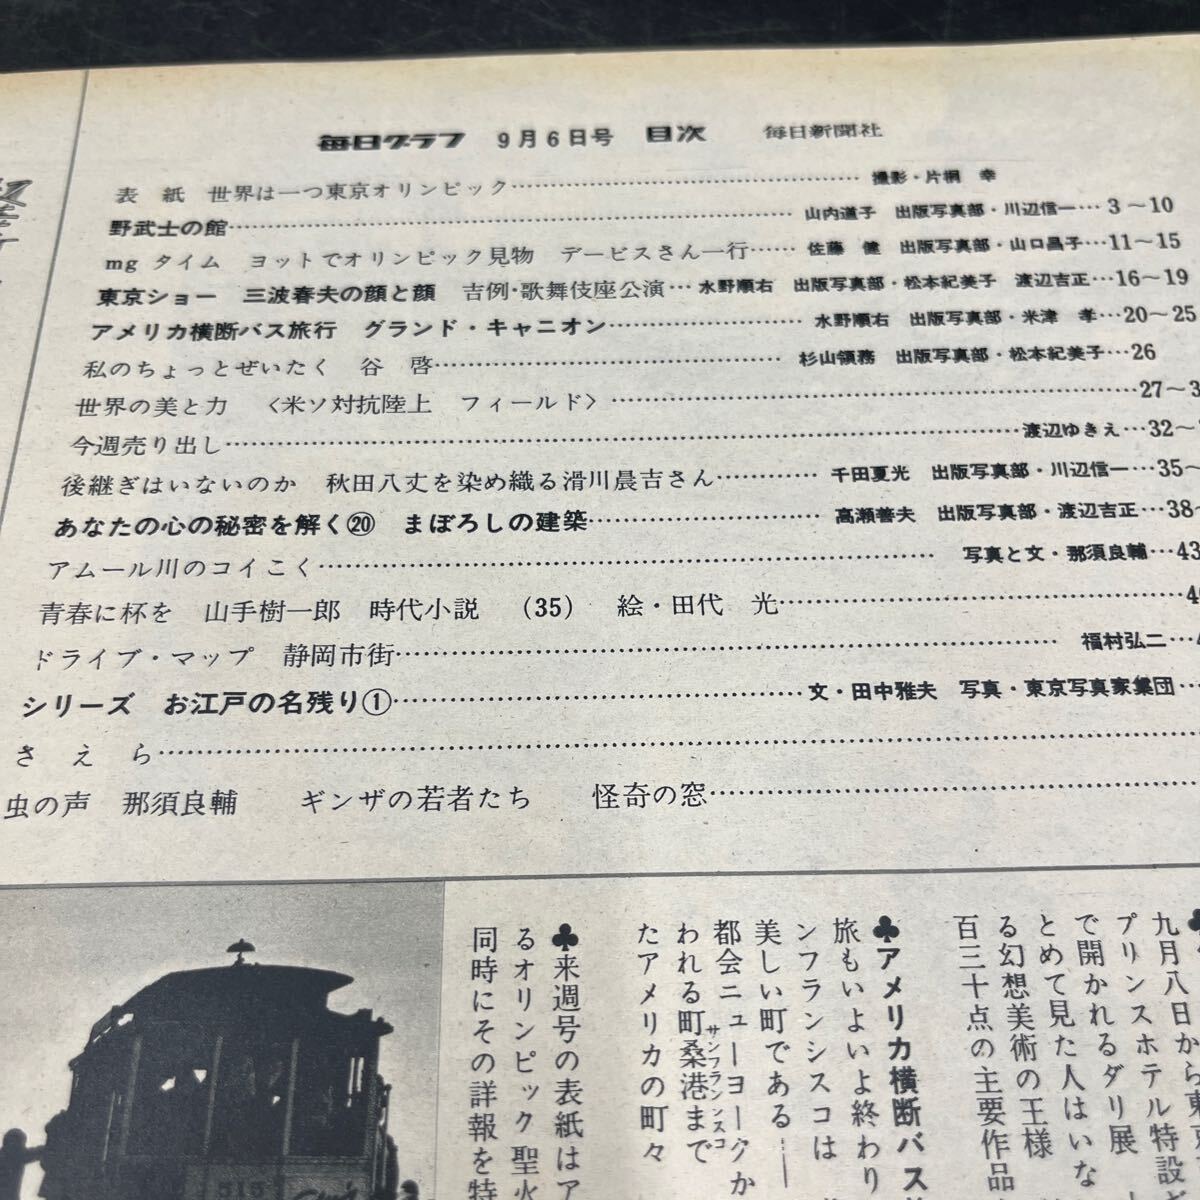 毎日グラフ 9月6日号 目次 毎日新聞社
表 紙 世界は一つ東京オリンピック…撮影・片桐 幸
野武士の館…山内道子 出版写真部・川辺信一…3～10
mg タイム ヨットでオリンピック見物 デービスさん一行……佐藤 健 出版写真部・山口昌子…11～15
東京ショー 三波春夫の顔と顔 吉例・歌舞伎座公演…水野順右 出版写真部・松本紀美子 渡辺吉正…16～19
アメリカ横断バス旅行 グランド・キャニオン…水野順右 出版写真部・米津 孝…20～25
私のちょっとぜいたく 谷 啓…杉山領務 出版写真部・松本紀美子…26
世界の美と力 〈米ソ対抗陸上 フィールド〉…27～3
今週売り出し…渡辺ゆきえ…32～
後継ぎはいないのか 秋田八丈を染め織る滑川晨吉さん…千田夏光 出版写真部・川辺信一…35～
あなたの心の秘密を解く⑳ まぼろしの建築…高瀬善夫 出版写真部・渡辺吉正…38～
アムール川のコイこく…写真と文・那須良輔…43
青春に杯を 山手樹一郎 時代小説 （35） 絵・田代 光…4
ドライブ・マップ 静岡市街…福村弘二…4
シリーズ お江戸の名残り①…文・田中雅夫 写真・東京写真家集団…
さ え ら…
虫の声 那須良輔 ギンザの若者たち 怪奇の窓…
九月八日から東京
プリンスホテル特設
で開かれるダリ展
とめて見た人はいな
る幻想美術の王様
百三十点の主要作品
♣アメリカ横断バス
旅もいよいよ終わり
ンフランシスコは
美しい町である──
都会ニューヨークか
われる町桑港まで
サンフランシスコ
たアメリカの町々
♣来週号の表紙はア
るオリンピック聖火
同時にその詳報を特
515